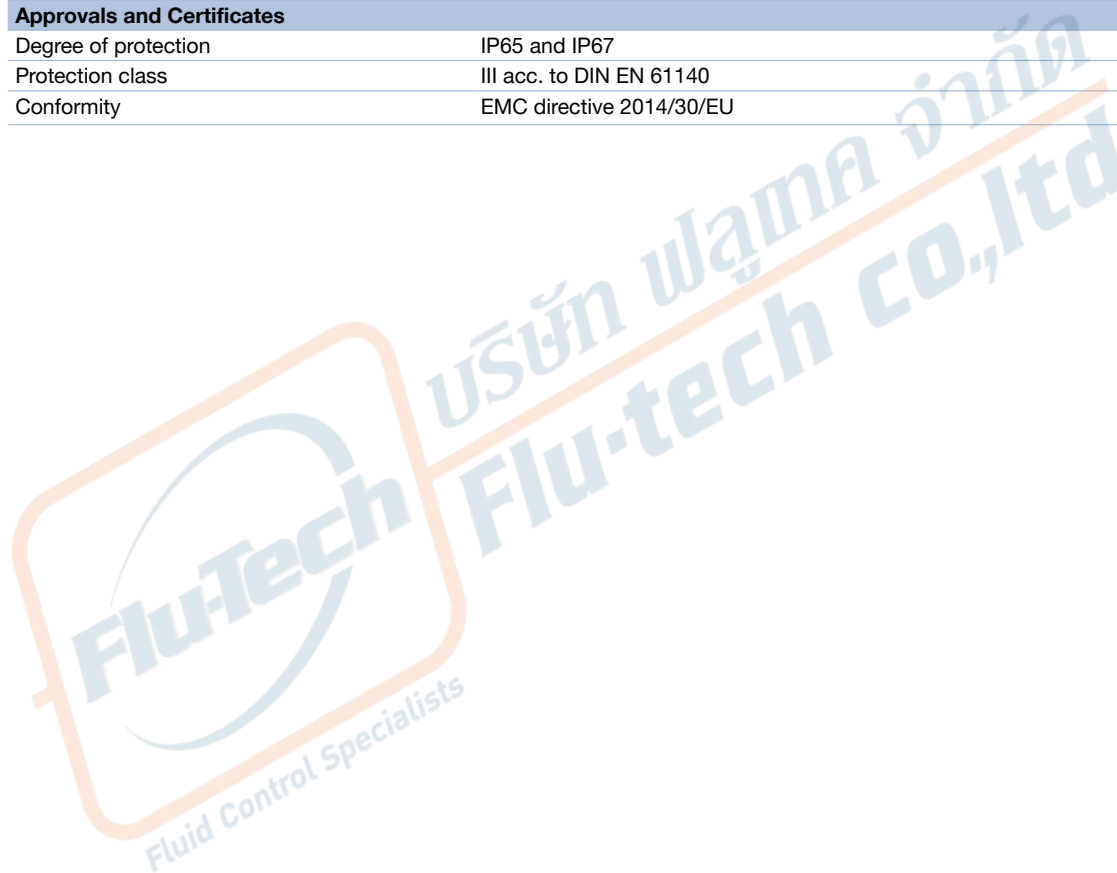 Approvals and Certificates
Degree of protection IP65 and IP67
Protection class III acc. to DIN EN 61140
Conformity EMC directive 2014/30/EU
บริษัท ฟลูเทค จำกัด
Flu-tech co.,ltd
Flu-Tech
Fluid Control Specialists